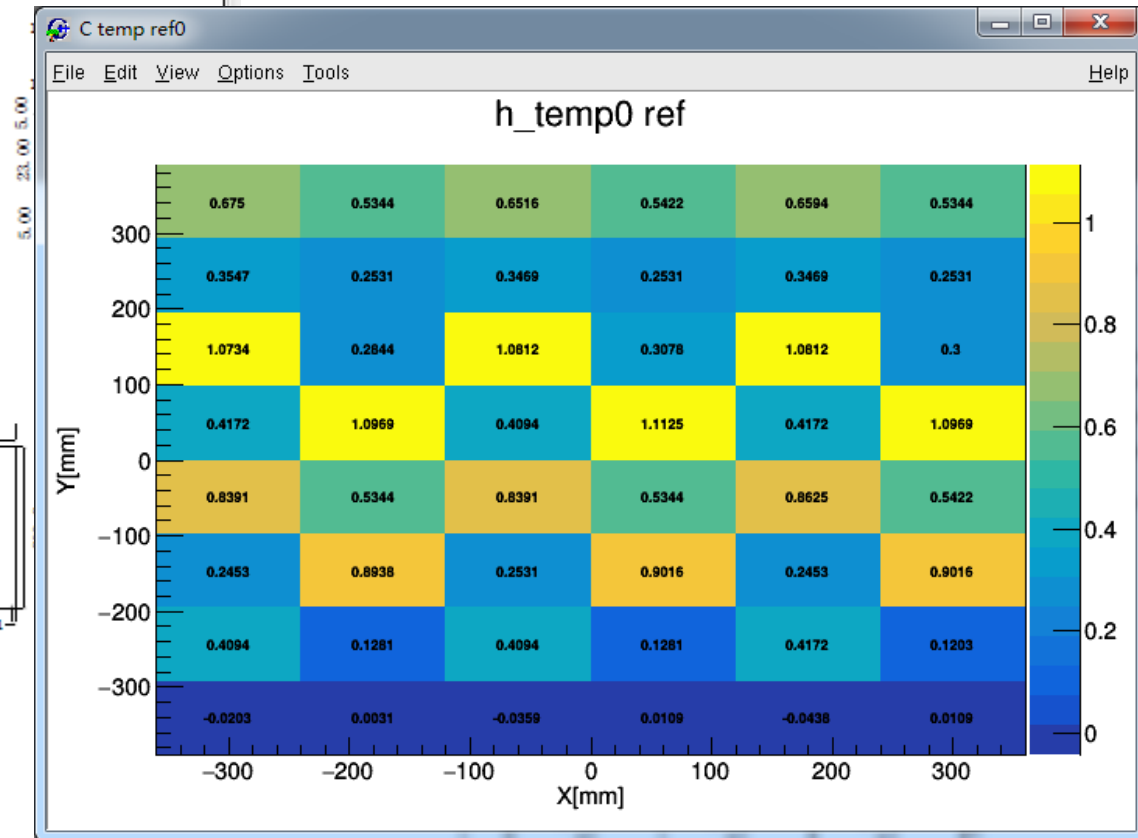 C temp ref0
File Edit View Options Tools Help
h_temp0 ref
5.00
23.00 5.00
0.675 0.5344 0.6516 0.5422 0.6594 0.5344
0.3547 0.2531 0.3469 0.2531 0.3469 0.2531
1.0734 0.2844 1.0812 0.3078 1.0812 0.3
0.4172 1.0969 0.4094 1.1125 0.4172 1.0969
0.8391 0.5344 0.8391 0.5344 0.8625 0.5422
0.2453 0.8938 0.2531 0.9016 0.2453 0.9016
0.4094 0.1281 0.4094 0.1281 0.4172 0.1203
-0.0203 0.0031 -0.0359 0.0109 -0.0438 0.0109
300
200
100
0
−100
−200
−300
Y[mm]
−300 −200 −100 0 100 200 300
X[mm]
1
0.8
0.6
0.4
0.2
0